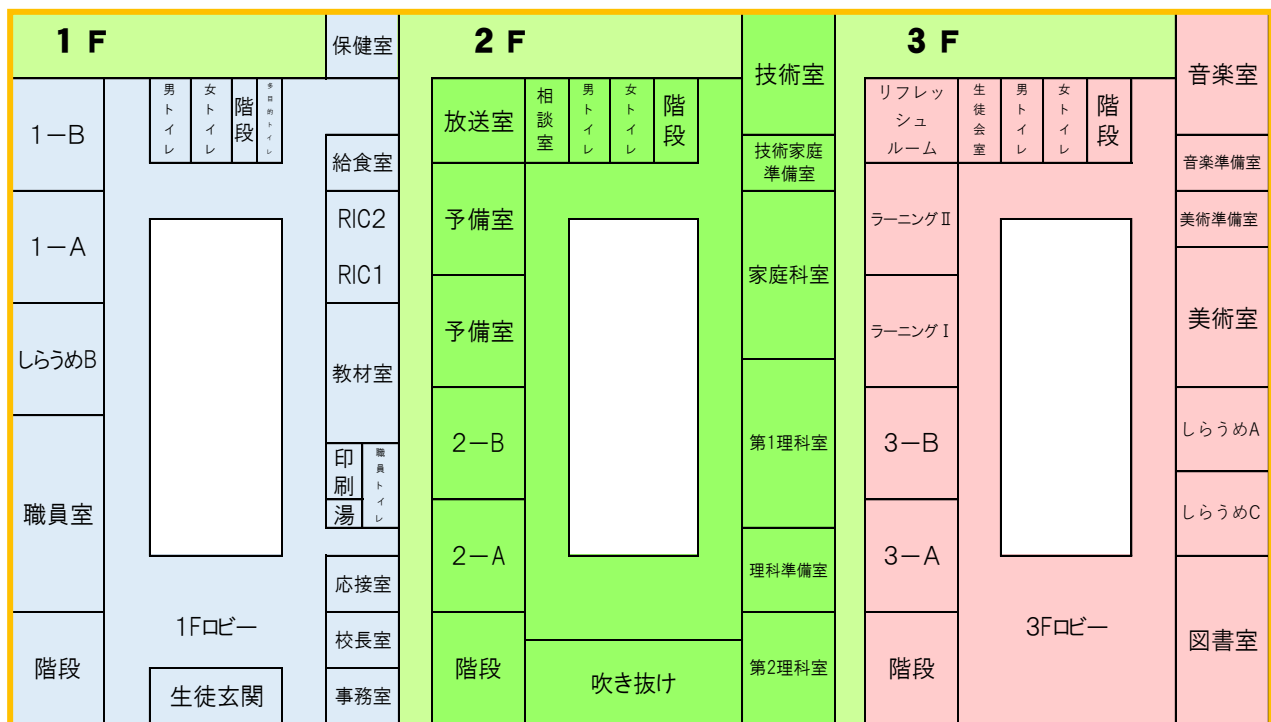 1 F
保健室
1-B
男トイレ
女トイレ
階段
多目的トイレ
給食室
1-A
RIC2
RIC1
しらうめB
教材室
職員室
印刷
職員トイレ
湯
応接室
1Fロビー
校長室
階段
生徒玄関
事務室
2 F
技術室
放送室
相談室
男トイレ
女トイレ
階段
技術家庭
準備室
予備室
家庭科室
予備室
2-B
第1理科室
2-A
理科準備室
階段
吹き抜け
第2理科室
3 F
音楽室
リフレッ
シュ
ルーム
生徒会室
男トイレ
女トイレ
階段
音楽準備室
ラーニングⅡ
美術準備室
ラーニングⅠ
美術室
3-B
しらうめA
しらうめC
3-A
3Fロビー
図書室
階段